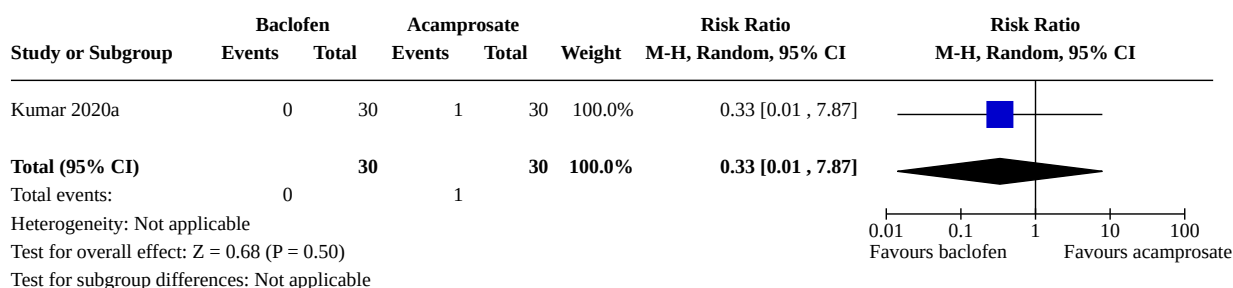 Baclofen Acamprosate Risk Ratio Risk Ratio
Study or Subgroup Events Total Events Total Weight M-H, Random, 95% CI M-H, Random, 95% CI
Kumar 2020a 0 30 1 30 100.0% 0.33 [0.01 , 7.87]
Total (95% CI) 30 30 100.0% 0.33 [0.01 , 7.87]
Total events: 0 1
Heterogeneity: Not applicable
0.01 0.1 1 10 100
Test for overall effect: Z = 0.68 (P = 0.50) Favours baclofen Favours acamprosate
Test for subgroup differences: Not applicable